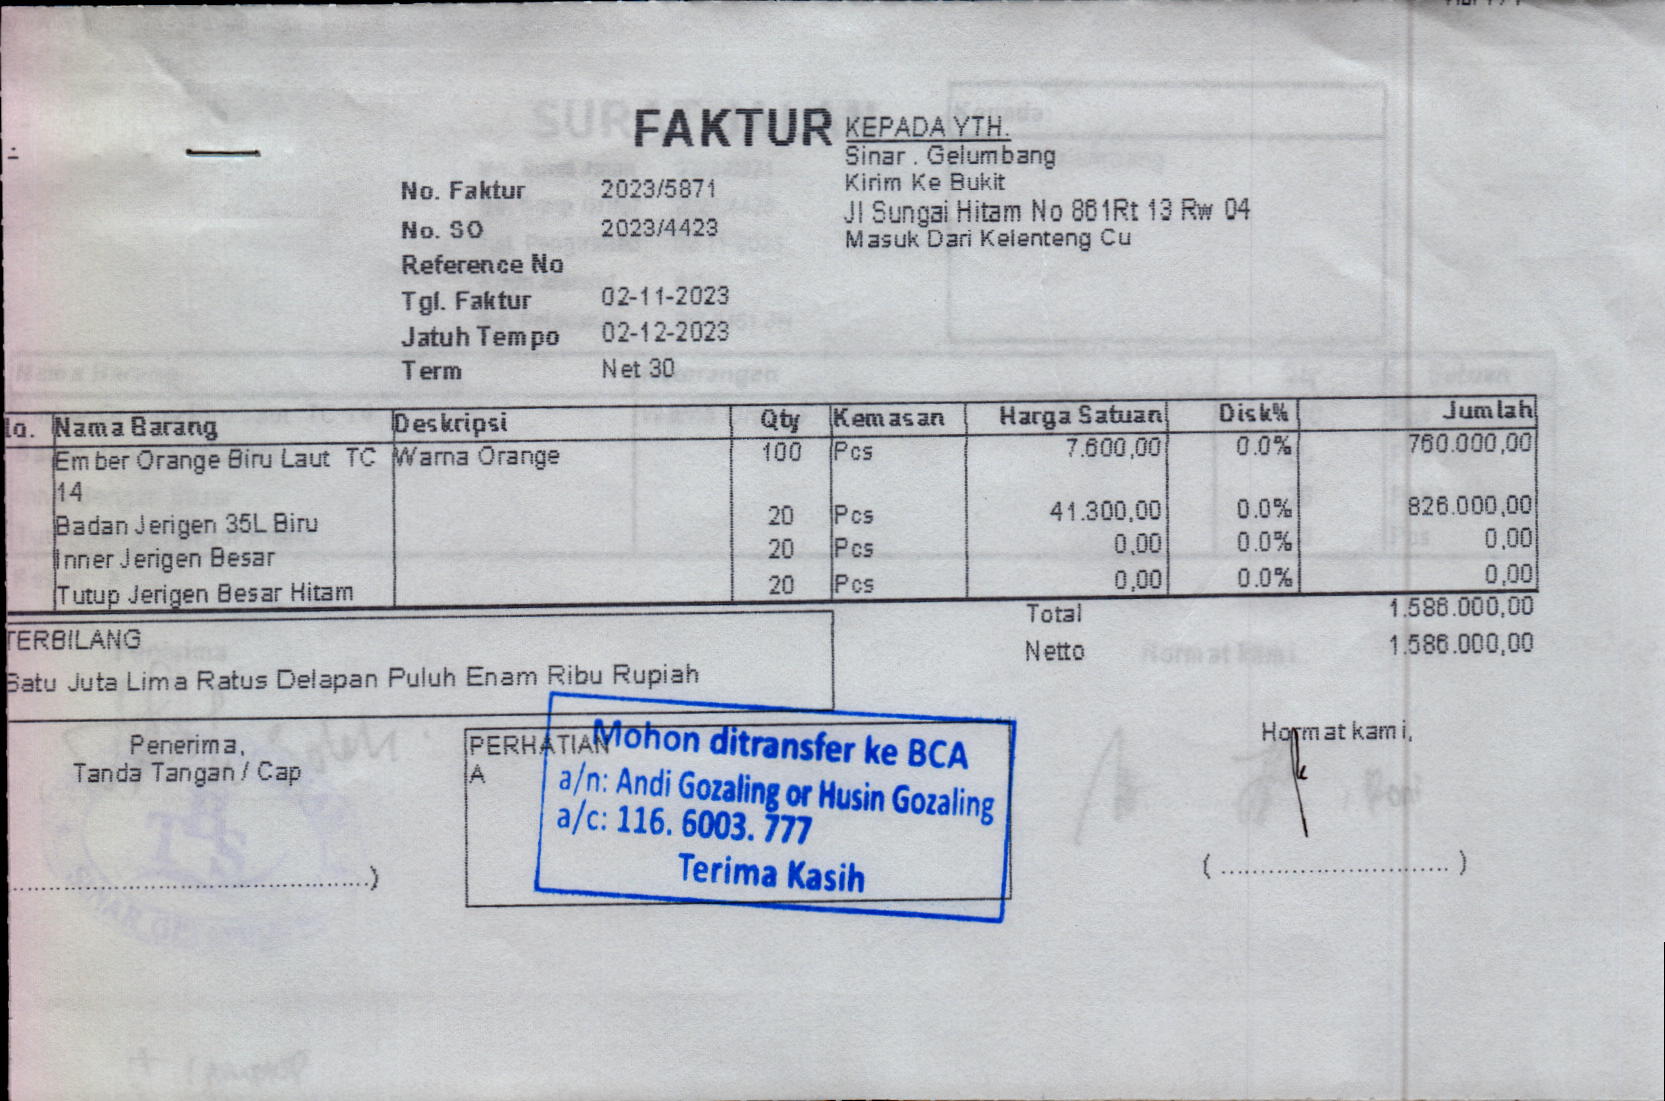 FAKTUR
KEPADA YTH.
Sinar . Gelumbang
Kirim Ke Bukit
Jl Sungai Hitam No 861Rt 13 Rw 04
Masuk Dari Kelenteng Cu
No. Faktur 2023/5871
No. SO 2023/4423
Reference No
Tgl. Faktur 02-11-2023
Jatuh Tempo 02-12-2023
Term Net 30
Nama Barang Deskripsi Qty Kemasan Harga Satuan Disk% Jumlah
Ember Orange Biru Laut TC Warna Orange 100 Pcs 7.600,00 0.0% 760.000,00
14
Badan Jerigen 35L Biru 20 Pcs 41.300,00 0.0% 826.000,00
Inner Jerigen Besar 20 Pcs 0,00 0.0% 0,00
Tutup Jerigen Besar Hitam 20 Pcs 0,00 0.0% 0,00
Total 1.586.000,00
Netto 1.586.000,00
TERBILANG
Satu Juta Lima Ratus Delapan Puluh Enam Ribu Rupiah
Penerima,
Tanda Tangan / Cap
PERHATIAN
A
Mohon ditransfer ke BCA
a/n: Andi Gozaling or Husin Gozaling
a/c: 116. 6003. 777
Terima Kasih
Hormat kami,